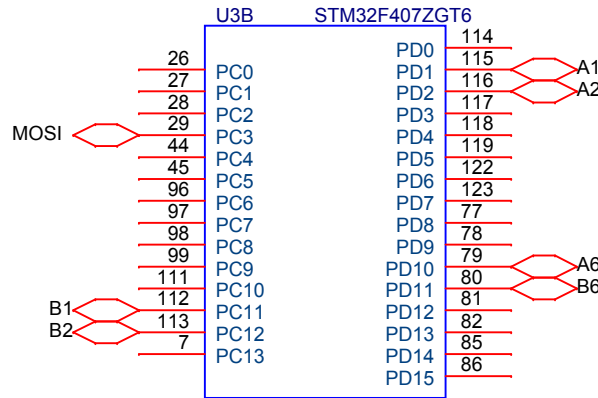 U3B STM32F407ZGT6
114 PD0
26 PC0
115 PD1 A1
27 PC1
116 PD2 A2
28 PC2
117 PD3
MOSI 29 PC3
118 PD4
44 PC4
119 PD5
45 PC5
122 PD6
96 PC6
123 PD7
97 PC7
77 PD8
98 PC8
78 PD9
99 PC9
79 PD10 A6
111 PC10
80 PD11 B6
B1 112 PC11
81 PD12
B2 113 PC12
82 PD13
7 PC13
85 PD14
86 PD15